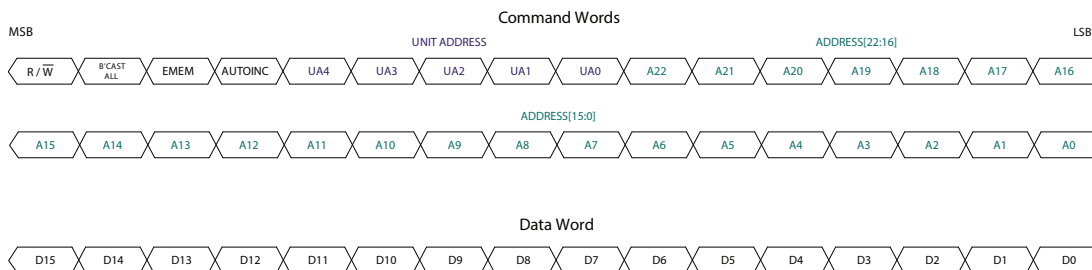 Command Words
MSB LSB
UNIT ADDRESS ADDRESS[22:16]
R / W̅ B'CAST ALL EMEM AUTOINC UA4 UA3 UA2 UA1 UA0 A22 A21 A20 A19 A18 A17 A16
ADDRESS[15:0]
A15 A14 A13 A12 A11 A10 A9 A8 A7 A6 A5 A4 A3 A2 A1 A0
Data Word
D15 D14 D13 D12 D11 D10 D9 D8 D7 D6 D5 D4 D3 D2 D1 D0